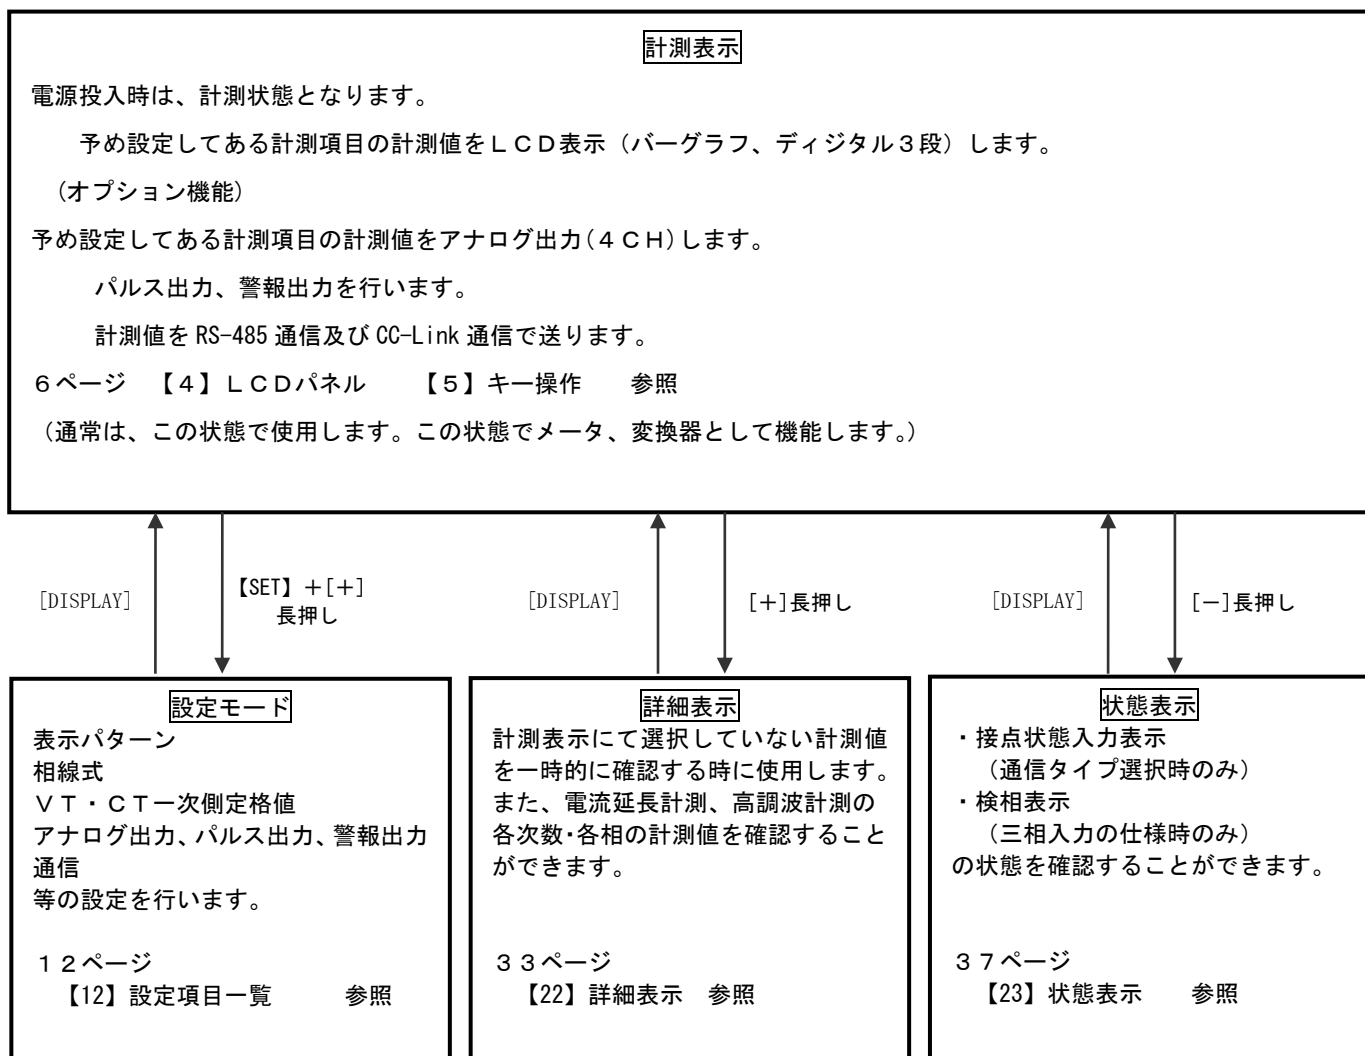 計測表示
電源投入時は、計測状態となります。
予め設定してある計測項目の計測値をＬＣＤ表示（バーグラフ、ディジタル３段）します。
(オプション機能)
予め設定してある計測項目の計測値をアナログ出力(４ＣＨ)します。
パルス出力、警報出力を行います。
計測値を RS-485 通信及び CC-Link 通信で送ります。
６ページ　【４】ＬＣＤパネル　　【５】キー操作　　参照
（通常は、この状態で使用します。この状態でメータ、変換器として機能します。）
[DISPLAY]
【SET】＋[＋]
長押し
[DISPLAY]
[＋]長押し
[DISPLAY]
[－]長押し
設定モード
表示パターン
相線式
ＶＴ・ＣＴ一次側定格値
アナログ出力、パルス出力、警報出力
通信
等の設定を行います。
１２ページ
【12】設定項目一覧　　　参照
詳細表示
計測表示にて選択していない計測値
を一時的に確認する時に使用します。
また、電流延長計測、高調波計測の
各次数・各相の計測値を確認すること
ができます。
３３ページ
【22】詳細表示　参照
状態表示
・接点状態入力表示
（通信タイプ選択時のみ）
・検相表示
（三相入力の仕様時のみ）
の状態を確認することができます。
３７ページ
【23】状態表示　　参照